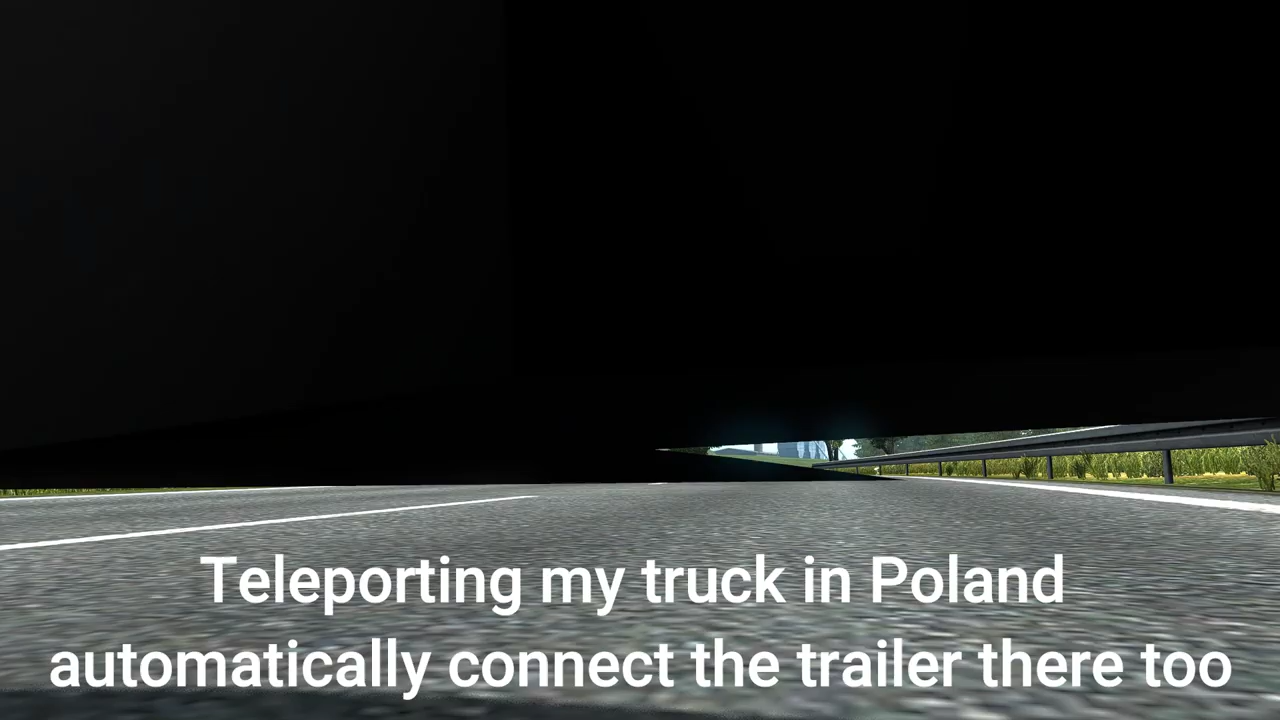 Teleporting my truck in Poland
automatically connect the trailer there too